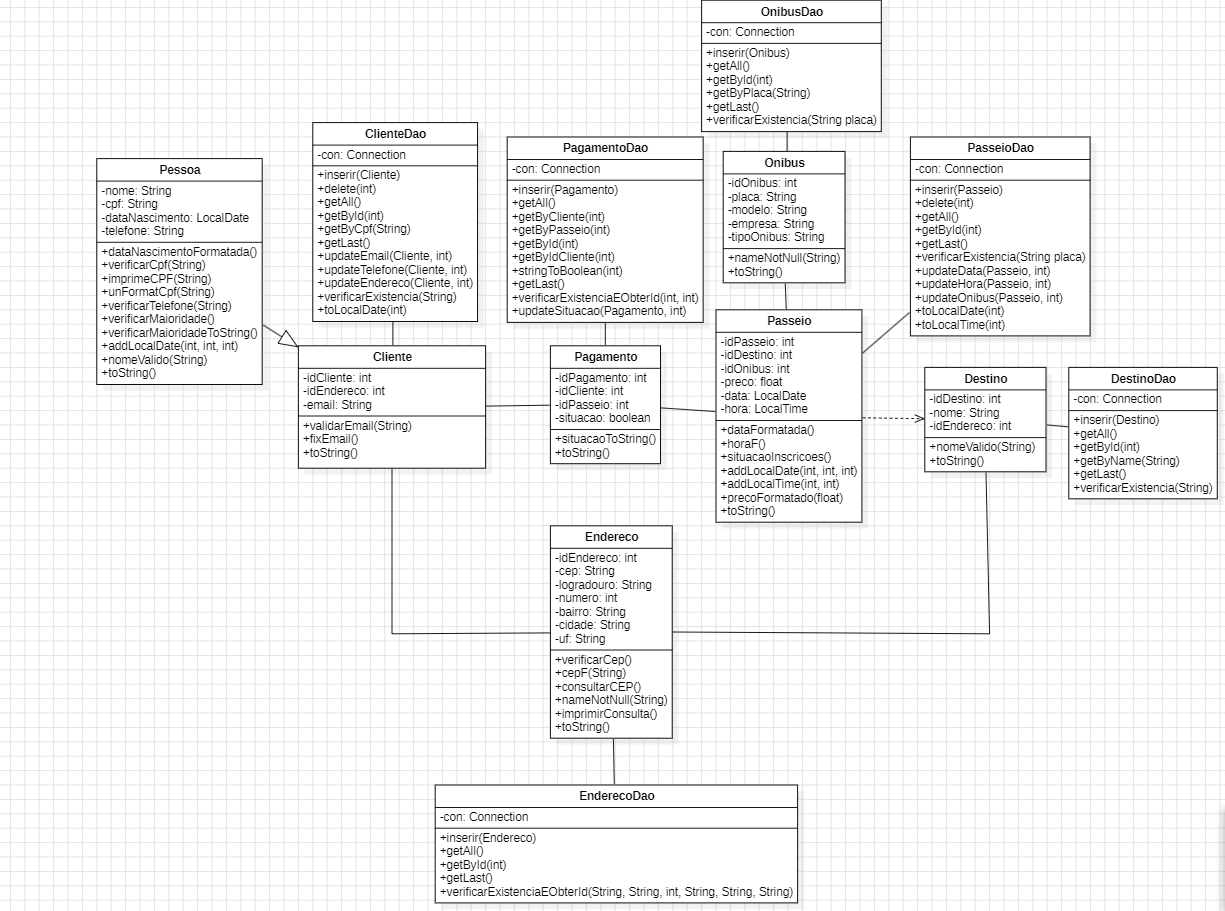 OnibusDao
-con: Connection
+inserir(Onibus)
+getAll()
+getById(int)
+getByPlaca(String)
+getLast()
+verificarExistencia(String placa)
ClienteDao
-con: Connection
+inserir(Cliente)
+delete(int)
+getAll()
+getById(int)
+getByCpf(String)
+getLast()
+updateEmail(Cliente, int)
+updateTelefone(Cliente, int)
+updateEndereco(Cliente, int)
+verificarExistencia(String)
+toLocalDate(int)
PagamentoDao
-con: Connection
+inserir(Pagamento)
+getAll()
+getByCliente(int)
+getByPasseio(int)
+getById(int)
+getByIdCliente(int)
+stringToBoolean(int)
+getLast()
+verificarExistenciaEObterId(int, int)
+updateSituacao(Pagamento, int)
Onibus
-idOnibus: int
-placa: String
-modelo: String
-empresa: String
-tipoOnibus: String
+nameNotNull(String)
+toString()
PasseioDao
-con: Connection
+inserir(Passeio)
+delete(int)
+getAll()
+getById(int)
+getLast()
+verificarExistencia(String placa)
+updateData(Passeio, int)
+updateHora(Passeio, int)
+updateOnibus(Passeio, int)
+toLocalDate(int)
+toLocalTime(int)
Pessoa
-nome: String
-cpf: String
-dataNascimento: LocalDate
-telefone: String
+dataNascimentoFormatada()
+verificarCpf(String)
+imprimeCPF(String)
+unFormatCpf(String)
+verificarTelefone(String)
+verificarMaioridade()
+verificarMaioridadeToString()
+addLocalDate(int, int, int)
+nomeValido(String)
+toString()
Cliente
-idCliente: int
-idEndereco: int
-email: String
+validarEmail(String)
+fixEmail()
+toString()
Pagamento
-idPagamento: int
-idCliente: int
-idPasseio: int
-situacao: boolean
+situacaoToString()
+toString()
Passeio
-idPasseio: int
-idDestino: int
-idOnibus: int
-preco: float
-data: LocalDate
-hora: LocalTime
+dataFormatada()
+horaF()
+situacaoInscricoes()
+addLocalDate(int, int, int)
+addLocalTime(int, int)
+precoFormatado(float)
+toString()
Destino
-idDestino: int
-nome: String
-idEndereco: int
+nomeValido(String)
+toString()
DestinoDao
-con: Connection
+inserir(Destino)
+getAll()
+getById(int)
+getByName(String)
+getLast()
+verificarExistencia(String)
Endereco
-idEndereco: int
-cep: String
-logradouro: String
-numero: int
-bairro: String
-cidade: String
-uf: String
+verificarCep()
+cepF(String)
+consultarCEP()
+nameNotNull(String)
+imprimirConsulta()
+toString()
EnderecoDao
-con: Connection
+inserir(Endereco)
+getAll()
+getById(int)
+getLast()
+verificarExistenciaEObterId(String, String, int, String, String, String)